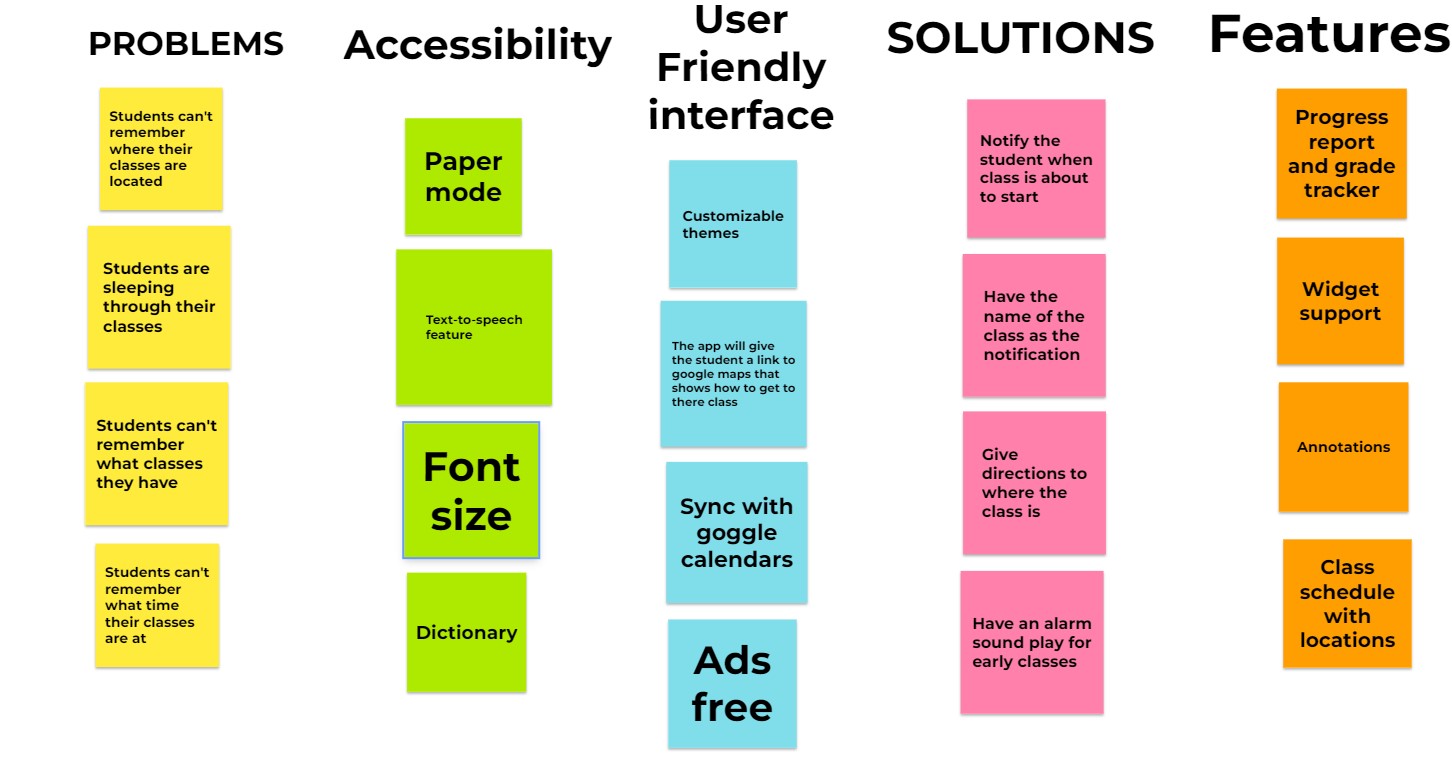 PROBLEMS
Students can't
remember
where their
classes are
located
Students are
sleeping
through their
classes
Students can't
remember
what classes
they have
Students can't
remember
what time
their classes
are at
Accessibility
Paper
mode
Text-to-speech
feature
Font
size
Dictionary
User
Friendly
interface
Customizable
themes
The app will give
the student a link to
google maps that
shows how to get to
there class
Sync with
goggle
calendars
Ads
free
SOLUTIONS
Notify the
student when
class is about
to start
Have the
name of the
class as the
notification
Give
directions to
where the
class is
Have an alarm
sound play for
early classes
Features
Progress
report
and grade
tracker
Widget
support
Annotations
Class
schedule
with
locations